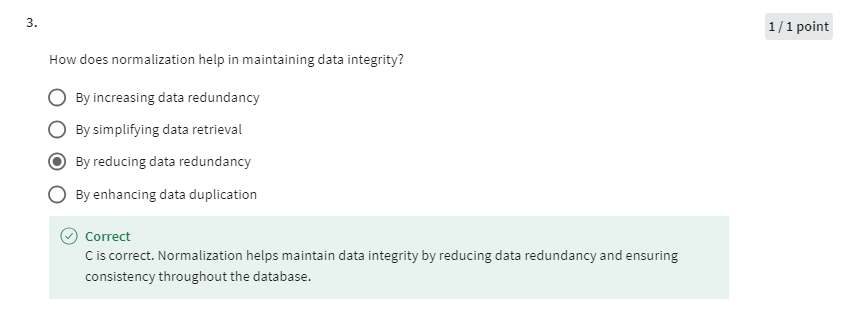 3.
1 / 1 point
How does normalization help in maintaining data integrity?
By increasing data redundancy
By simplifying data retrieval
By reducing data redundancy
By enhancing data duplication
Correct
C is correct. Normalization helps maintain data integrity by reducing data redundancy and ensuring
consistency throughout the database.